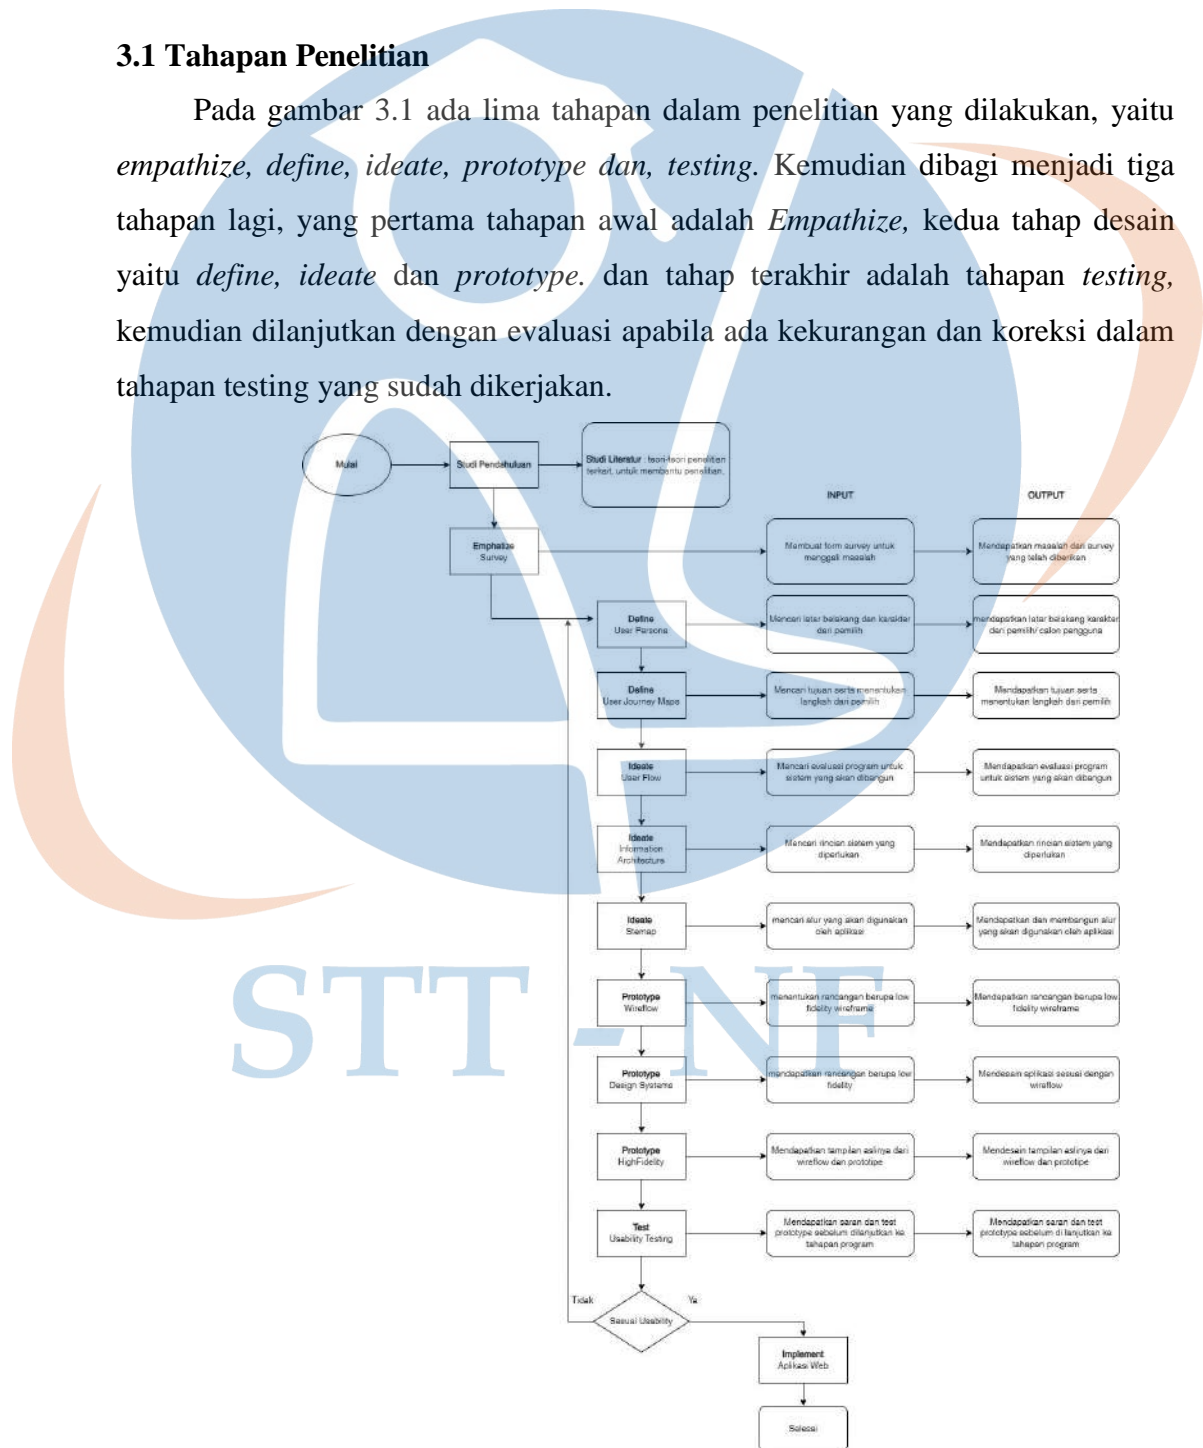 3.1 Tahapan Penelitian
Pada gambar 3.1 ada lima tahapan dalam penelitian yang dilakukan, yaitu
empathize, define, ideate, prototype dan, testing. Kemudian dibagi menjadi tiga
tahapan lagi, yang pertama tahapan awal adalah Empathize, kedua tahap desain
yaitu define, ideate dan prototype. dan tahap terakhir adalah tahapan testing,
kemudian dilanjutkan dengan evaluasi apabila ada kekurangan dan koreksi dalam
tahapan testing yang sudah dikerjakan.
Mulai
Studi Pendahuluan
Studi Literatur : teori-teori penelitian
terkait, untuk membantu penelitian.
INPUT
OUTPUT
Emphatize
Survey
Membuat form survey untuk
menggali masalah
Mendapatkan masalah dari survey
yang telah diberikan
Define
User Persona
Mencari latar belakang dan karakter
dari pemilih
mendapatkan latar belakang karakter
dari pemilih/ calon pengguna
Define
User Journey Maps
Mencari tujuan serta menentukan
langkah dari pemilih
Mendapatkan tujuan serta
menentukan langkah dari pemilih
Ideate
User Flow
Mencari evaluasi program untuk
sistem yang akan dibangun
Mendapatkan evaluasi program
untuk sistem yang akan dibangun
Ideate
Information
Architecture
Mencari rincian sistem yang
diperlukan
Mendapatkan rincian sistem yang
diperlukan
Ideate
Sitemap
mencari alur yang akan digunakan
oleh aplikasi
Mendapatkan dan membangun alur
yang akan digunakan oleh aplikasi
Prototype
Wireflow
menentukan rancangan berupa low
fidelity wireframe
Mendapatkan rancangan berupa low
fidelity wireframe
Prototype
Design Systems
mendapatkan rancangan berupa low
fidelity
Mendesain aplikasi sesuai dengan
wireflow
Prototype
HighFidelity
Mendapatkan tampilan aslinya dari
wireflow dan prototipe
Mendesain tampilan aslinya dari
wireflow dan prototipe
Test
Usability Testing
Mendapatkan saran dan test
prototype sebelum dilanjutkan ke
tahapan program
Mendapatkan saran dan test
prototype sebelum di lanjutkan ke
tahapan program
Tidak
Ya
Sesuai Usability
Implement
Aplikasi Web
Selesai
STT - NF